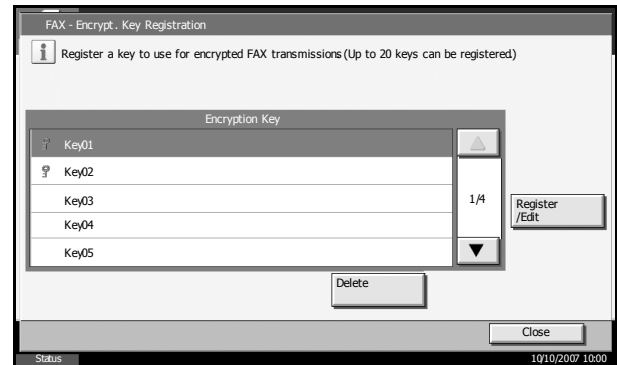 FAX - Encrypt. Key Registration
Register a key to use for encrypted FAX transmissions (Up to 20 keys can be registered.)
Encryption Key
Key01
Key02
Key03
1/4
Register
/Edit
Key04
Key05
Delete
Close
Status
10/10/2007 10:00